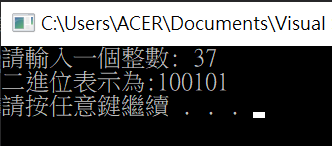 C:\Users\ACER\Documents\Visual
請輸入一個整數: 37
二進位表示為:100101
請按任意鍵繼續 . . .